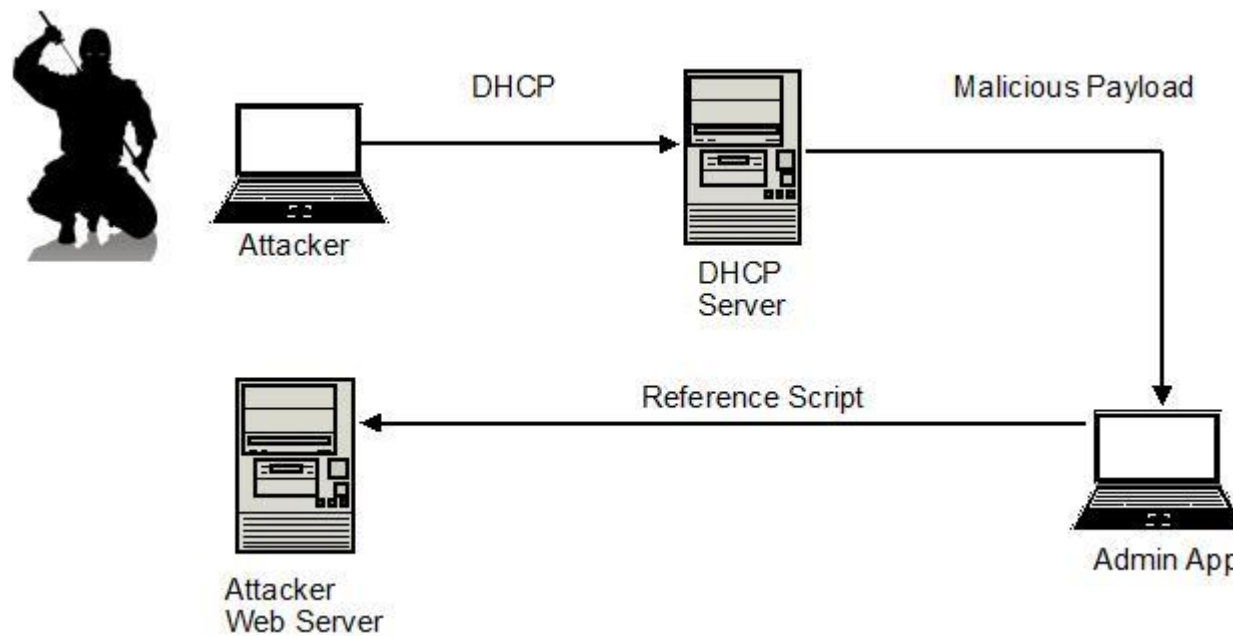 DHCP
Malicious Payload
Attacker
DHCP
Server
Reference Script
Admin App
Attacker
Web Server